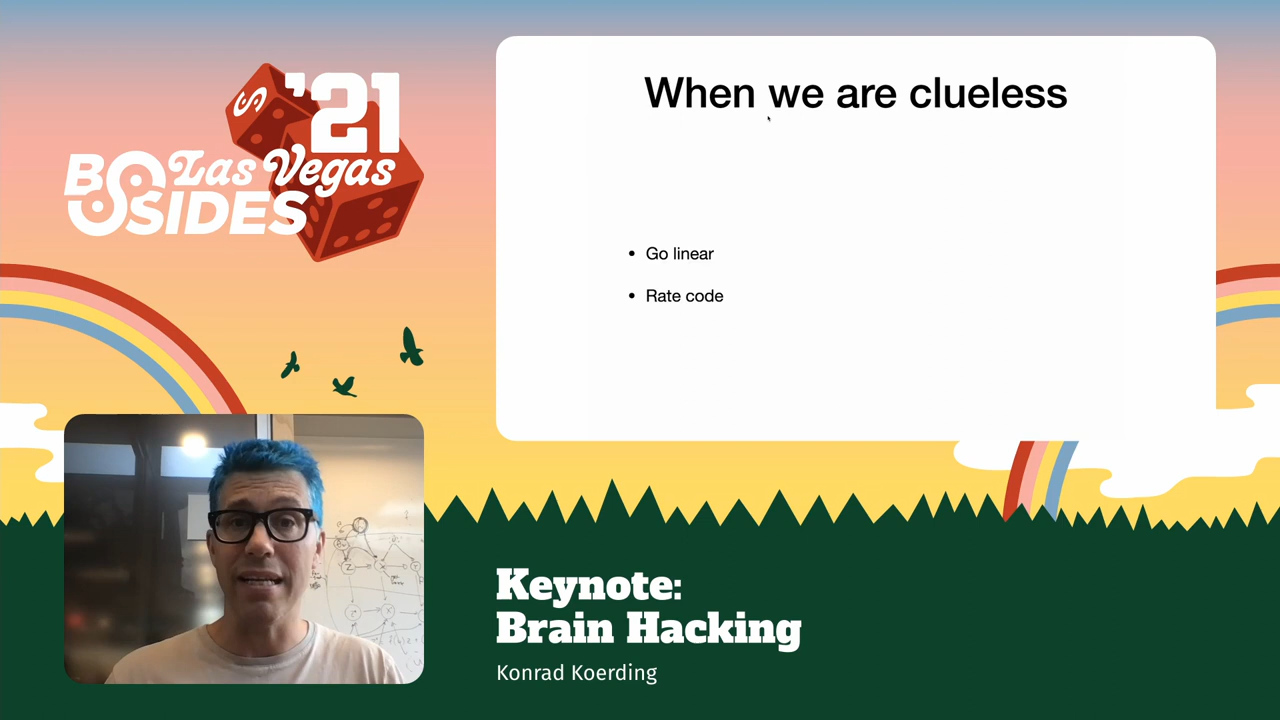 '21
BSIDES Las Vegas
S
When we are clueless
• Go linear
• Rate code
Keynote:
Brain Hacking
Konrad Koerding